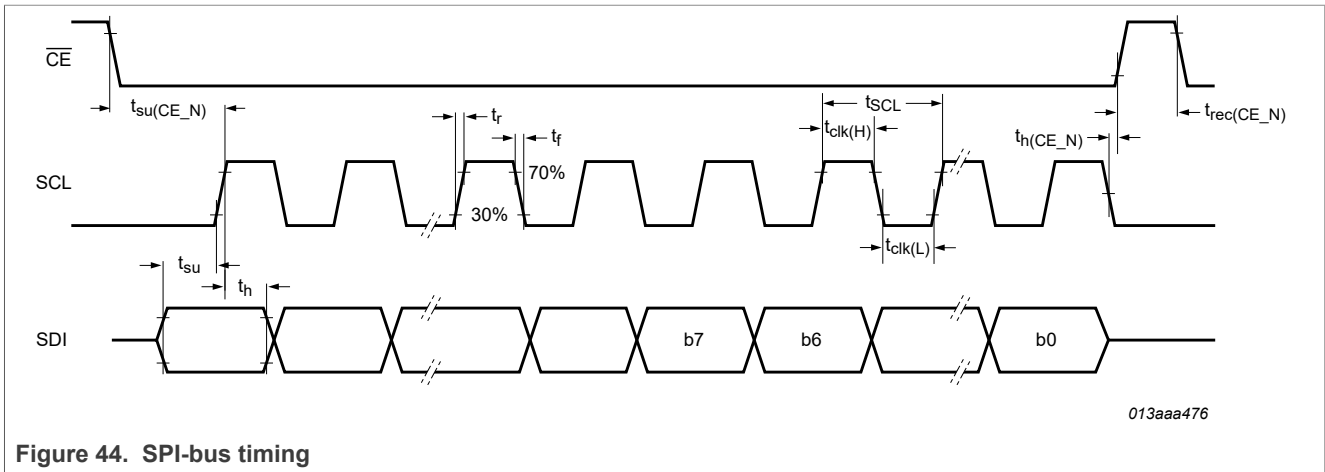 CE
tsu(CE_N)
tr
tf
tSCL
tclk(H)
th(CE_N)
trec(CE_N)
SCL
70%
30%
tclk(L)
tsu
th
SDI
b7
b6
b0
013aaa476
Figure 44. SPI-bus timing